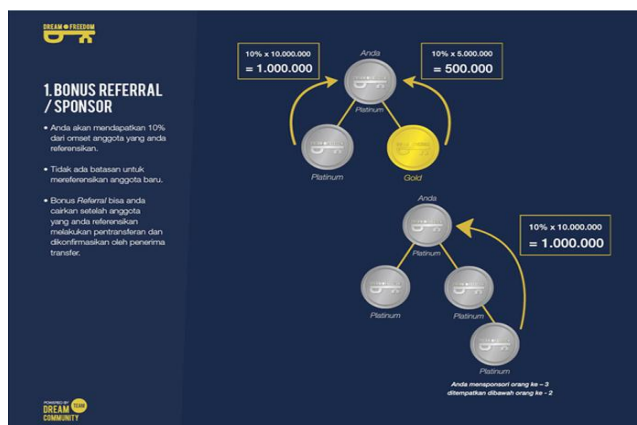 DREAM FREEDOM
1. BONUS REFERRAL
/ SPONSOR
• Anda akan mendapatkan 10%
dari omset anggota yang anda
referensikan.
• Tidak ada batasan untuk
mereferensikan anggota baru.
• Bonus Referral bisa anda
cairkan setelah anggota
yang anda referensikan
melakukan pentransferan dan
dikonfirmasikan oleh penerima
transfer.
10% x 10.000.000
= 1.000.000
Anda
Platinum
10% x 5.000.000
= 500.000
Platinum
Gold
Anda
Platinum
10% x 10.000.000
= 1.000.000
Platinum
Platinum
Platinum
Anda mensponsori orang ke – 3
ditempatkan dibawah orang ke - 2
POWERED BY
DREAM TEAM
COMMUNITY